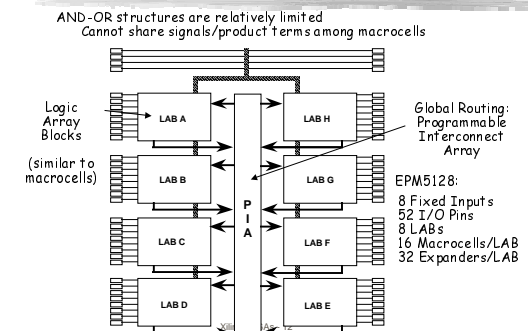 AND-OR structures are relatively limited
Cannot share signals/product terms among macrocells
Logic
Array
Blocks
(similar to
macrocells)
LAB A
LAB B
LAB C
LAB D
P
I
A
LAB H
LAB G
LAB F
LAB E
Global Routing:
Programmable
Interconnect
Array
EPM5128:
8 Fixed Inputs
52 I/O Pins
8 LABs
16 Macrocells/LAB
32 Expanders/LAB